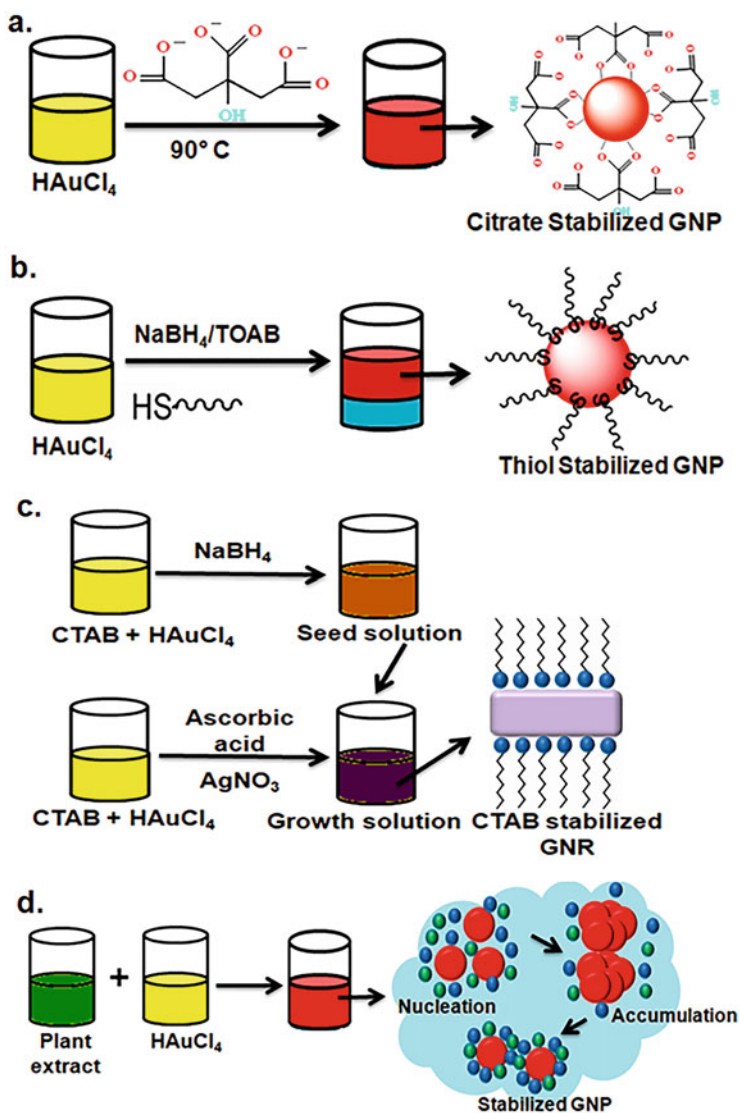 a.
O⁻
O⁻
O
O⁻
O
O
OH
90° C
HAuCl₄
Citrate Stabilized GNP
b.
NaBH₄/TOAB
HS
HAuCl₄
Thiol Stabilized GNP
c.
NaBH₄
CTAB + HAuCl₄
Seed solution
Ascorbic
acid
AgNO₃
CTAB + HAuCl₄
Growth solution
CTAB stabilized
GNR
d.
+
Plant
extract
HAuCl₄
Nucleation
Accumulation
Stabilized GNP